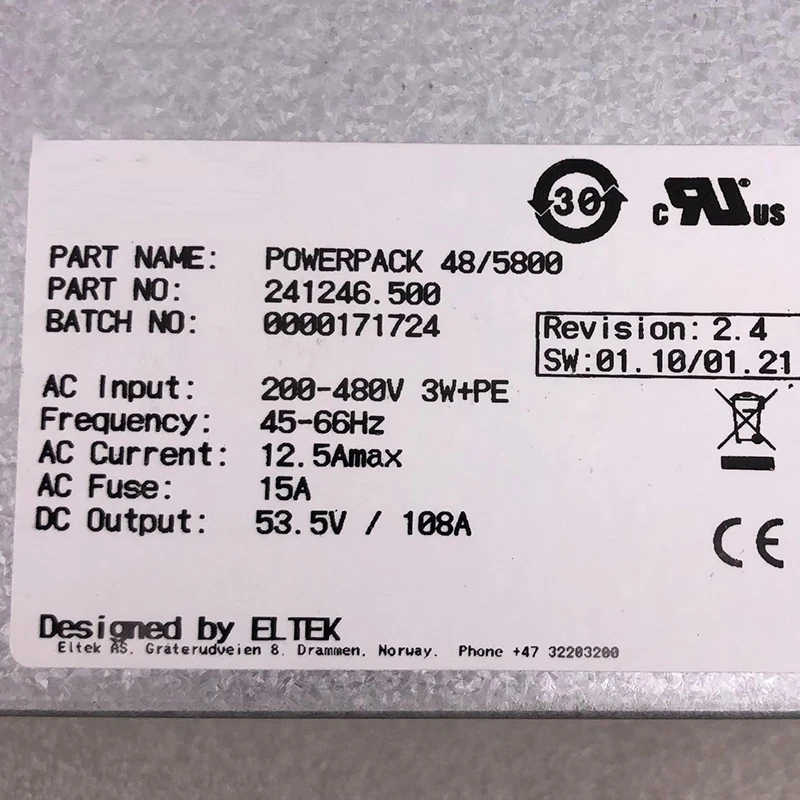 30
c RU® US
PART NAME: POWERPACK 48/5800
PART NO: 241246.500
BATCH NO: 0000171724
Revision: 2.4
SW:01.10/01.21
AC Input: 200-480V 3W+PE
Frequency: 45-66Hz
AC Current: 12.5Amax
AC Fuse: 15A
DC Output: 53.5V / 108A
CE
Designed by ELTEK
Eltek AS. Gråterudveien 8. Drammen. Norway. Phone +47 32203200